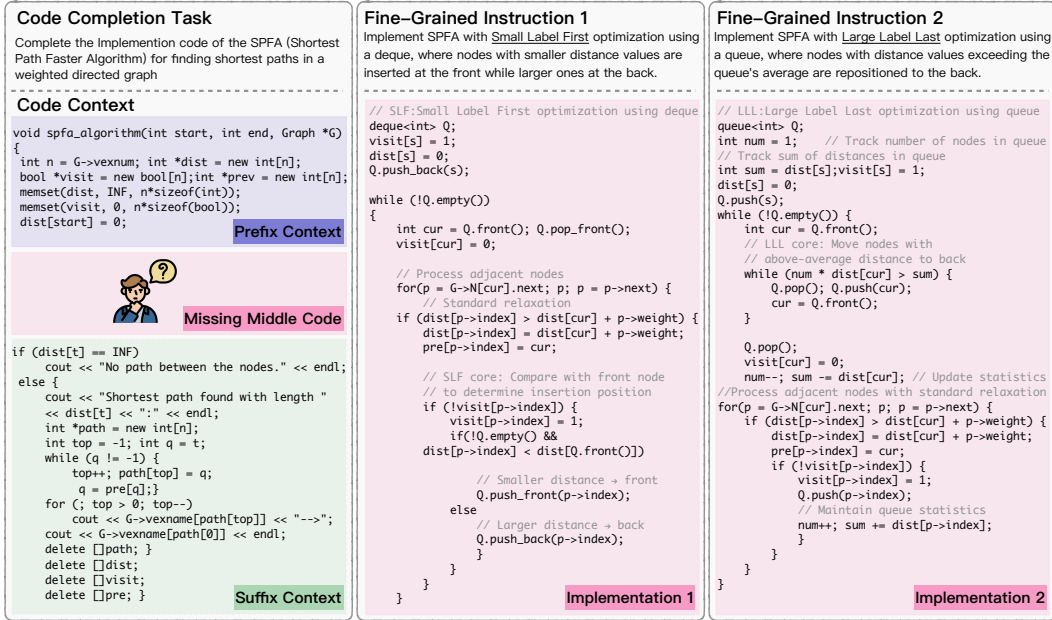 Code Completion Task
Complete the Implemention code of the SPFA (Shortest
Path Faster Algorithm) for finding shortest paths in a
weighted directed graph
Code Context
void spfa_algorithm(int start, int end, Graph *G)
{
int n = G->vexnum; int *dist = new int[n];
bool *visit = new bool[n];int *prev = new int[n];
memset(dist, INF, n*sizeof(int));
memset(visit, 0, n*sizeof(bool));
dist[start] = 0;
Prefix Context
?
Missing Middle Code
if (dist[t] == INF)
cout << "No path between the nodes." << endl;
else {
cout << "Shortest path found with length "
<< dist[t] << ":" << endl;
int *path = new int[n];
int top = -1; int q = t;
while (q != -1) {
top++; path[top] = q;
q = pre[q];}
for (; top > 0; top--)
cout << G->vexname[path[top]] << "-->";
cout << G->vexname[path[0]] << endl;
delete []path; }
delete []dist;
delete []visit;
delete []pre; }
Suffix Context
Fine-Grained Instruction 1
Implement SPFA with Small Label First optimization using
a deque, where nodes with smaller distance values are
inserted at the front while larger ones at the back.
// SLF:Small Label First optimization using deque
deque<int> Q;
visit[s] = 1;
dist[s] = 0;
Q.push_back(s);
while (!Q.empty())
{
int cur = Q.front(); Q.pop_front();
visit[cur] = 0;
// Process adjacent nodes
for(p = G->N[cur].next; p; p = p->next) {
// Standard relaxation
if (dist[p->index] > dist[cur] + p->weight) {
dist[p->index] = dist[cur] + p->weight;
pre[p->index] = cur;
// SLF core: Compare with front node
// to determine insertion position
if (!visit[p->index]) {
visit[p->index] = 1;
if(!Q.empty() &&
dist[p->index] < dist[Q.front()])
// Smaller distance → front
Q.push_front(p->index);
else
// Larger distance → back
Q.push_back(p->index);
}
}
}
}
Implementation 1
Fine-Grained Instruction 2
Implement SPFA with Large Label Last optimization using
a queue, where nodes with distance values exceeding the
queue's average are repositioned to the back.
// LLL:Large Label Last optimization using queue
queue<int> Q;
int num = 1; // Track number of nodes in queue
// Track sum of distances in queue
int sum = dist[s];visit[s] = 1;
dist[s] = 0;
Q.push(s);
while (!Q.empty()) {
int cur = Q.front();
// LLL core: Move nodes with
// above-average distance to back
while (num * dist[cur] > sum) {
Q.pop(); Q.push(cur);
cur = Q.front();
}
Q.pop();
visit[cur] = 0;
num--; sum -= dist[cur]; // Update statistics
//Process adjacent nodes with standard relaxation
for(p = G->N[cur].next; p; p = p->next) {
if (dist[p->index] > dist[cur] + p->weight) {
dist[p->index] = dist[cur] + p->weight;
pre[p->index] = cur;
if (!visit[p->index]) {
visit[p->index] = 1;
Q.push(p->index);
// Maintain queue statistics
num++; sum += dist[p->index];
}
}
}
}
Implementation 2